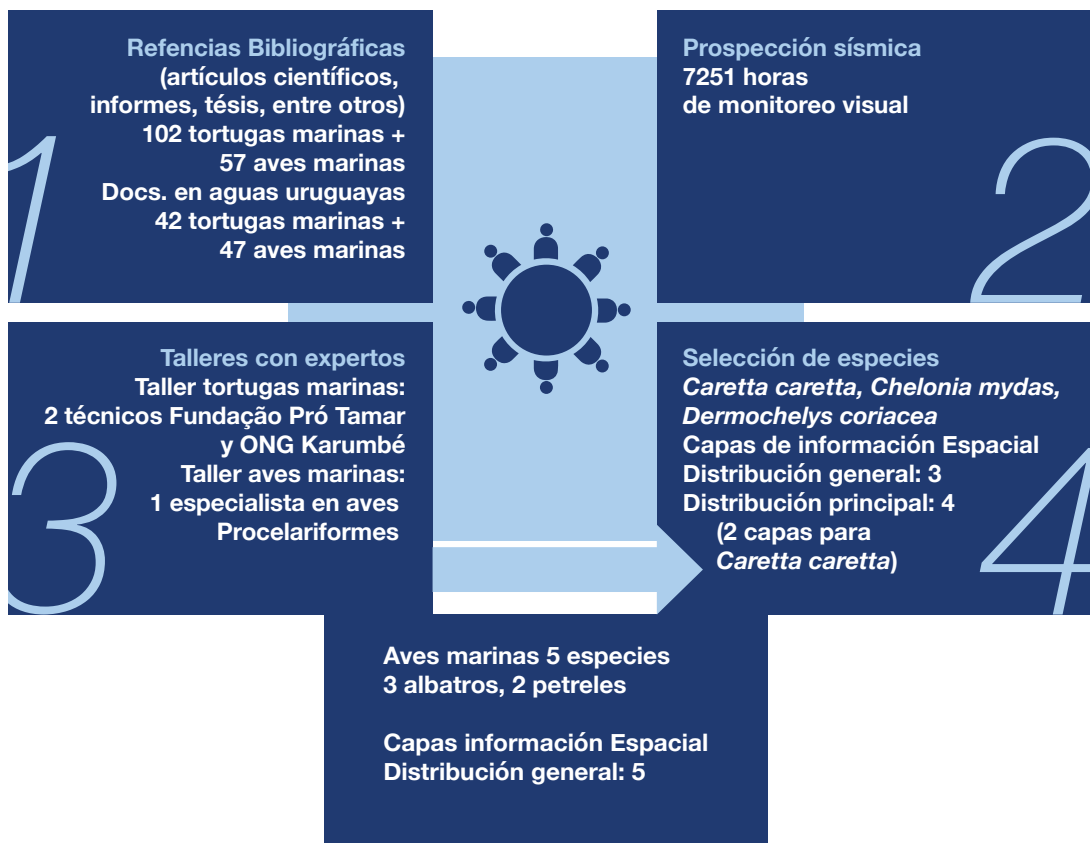 1
Refencias Bibliográficas
(artículos científicos,
informes, tésis, entre otros)
102 tortugas marinas +
57 aves marinas
Docs. en aguas uruguayas
42 tortugas marinas +
47 aves marinas
2
Prospección sísmica
7251 horas
de monitoreo visual
3
Talleres con expertos
Taller tortugas marinas:
2 técnicos Fundação Pró Tamar
y ONG Karumbé
Taller aves marinas:
1 especialista en aves
Procelariformes
4
Selección de especies
Caretta caretta, Chelonia mydas,
Dermochelys coriacea
Capas de información Espacial
Distribución general: 3
Distribución principal: 4
(2 capas para
Caretta caretta)
Aves marinas 5 especies
3 albatros, 2 petreles
Capas información Espacial
Distribución general: 5